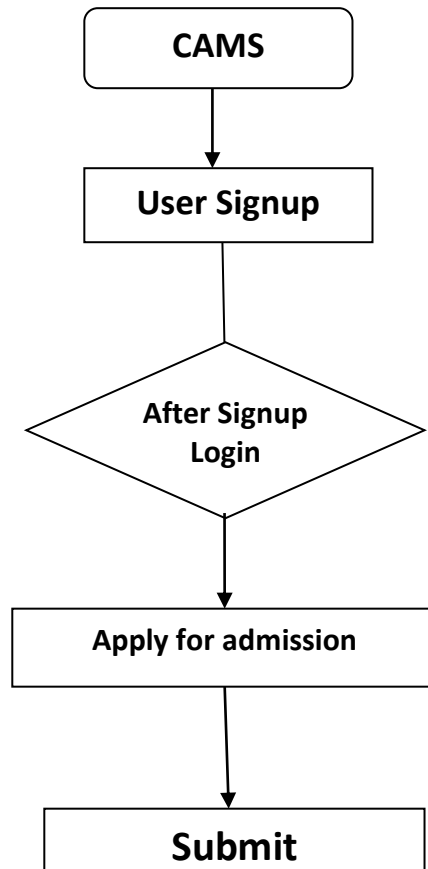 CAMS
User Signup
After Signup
Login
Apply for admission
Submit